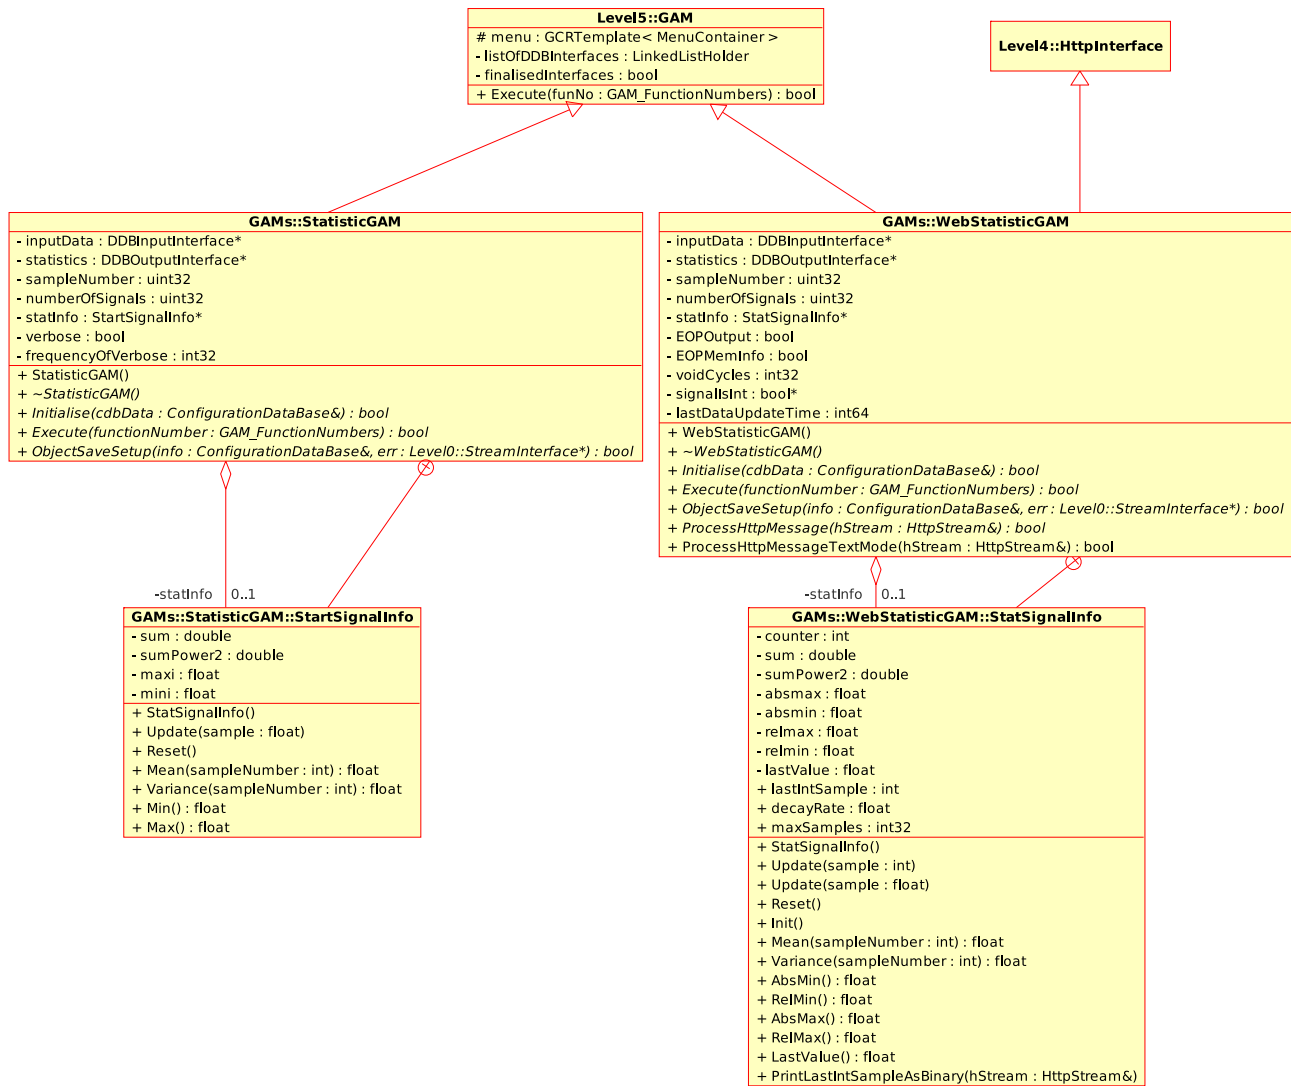 Level5::GAM
# menu : GCRTemplate< MenuContainer >
- listOfDDBInterfaces : LinkedListHolder
- finalisedInterfaces : bool
+ Execute(funNo : GAM_FunctionNumbers) : bool
Level4::HttpInterface
GAMs::StatisticGAM
- inputData : DDBInputInterface*
- statistics : DDBOutputInterface*
- sampleNumber : uint32
- numberOfSignals : uint32
- statInfo : StartSignalInfo*
- verbose : bool
- frequencyOfVerbose : int32
+ StatisticGAM()
+ ~StatisticGAM()
+ Initialise(cdbData : ConfigurationDataBase&) : bool
+ Execute(functionNumber : GAM_FunctionNumbers) : bool
+ ObjectSaveSetup(info : ConfigurationDataBase&, err : Level0::StreamInterface*) : bool
GAMs::WebStatisticGAM
- inputData : DDBInputInterface*
- statistics : DDBOutputInterface*
- sampleNumber : uint32
- numberOfSignals : uint32
- statInfo : StatSignalInfo*
- EOPOutput : bool
- EOPMemInfo : bool
- voidCycles : int32
- signalIsInt : bool*
- lastDataUpdateTime : int64
+ WebStatisticGAM()
+ ~WebStatisticGAM()
+ Initialise(cdbData : ConfigurationDataBase&) : bool
+ Execute(functionNumber : GAM_FunctionNumbers) : bool
+ ObjectSaveSetup(info : ConfigurationDataBase&, err : Level0::StreamInterface*) : bool
+ ProcessHttpMessage(hStream : HttpStream&) : bool
+ ProcessHttpMessageTextMode(hStream : HttpStream&) : bool
-statInfo 0..1
GAMs::StatisticGAM::StartSignalInfo
- sum : double
- sumPower2 : double
- maxi : float
- mini : float
+ StatSignalInfo()
+ Update(sample : float)
+ Reset()
+ Mean(sampleNumber : int) : float
+ Variance(sampleNumber : int) : float
+ Min() : float
+ Max() : float
-statInfo 0..1
GAMs::WebStatisticGAM::StatSignalInfo
- counter : int
- sum : double
- sumPower2 : double
- absmax : float
- absmin : float
- relmax : float
- relmin : float
- lastValue : float
+ lastIntSample : int
+ decayRate : float
+ maxSamples : int32
+ StatSignalInfo()
+ Update(sample : int)
+ Update(sample : float)
+ Reset()
+ Init()
+ Mean(sampleNumber : int) : float
+ Variance(sampleNumber : int) : float
+ AbsMin() : float
+ RelMin() : float
+ AbsMax() : float
+ RelMax() : float
+ LastValue() : float
+ PrintLastIntSampleAsBinary(hStream : HttpStream&)